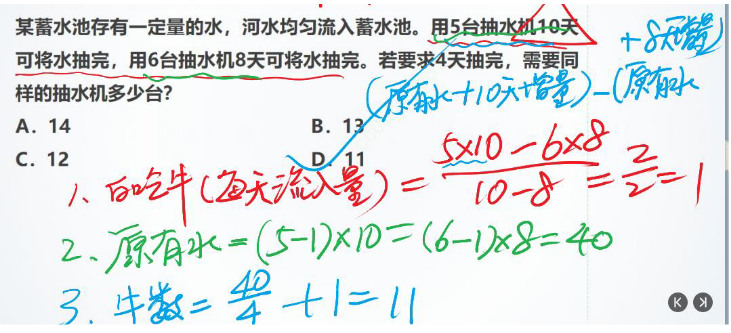 某蓄水池存有一定量的水，河水均匀流入蓄水池。用5台抽水机10天
可将水抽完，用6台抽水机8天可将水抽完。若要求4天抽完，需要同
样的抽水机多少台？
(原有水+10天增量)-(原有水
+8天增量)
A. 14 B. 13
C. 12 D. 11
1、白吃牛(每天流入量)=(5×10-6×8)/(10-8)=2/2=1
2、原有水=(5-1)×10=(6-1)×8=40
3、牛数=40/4+1=11